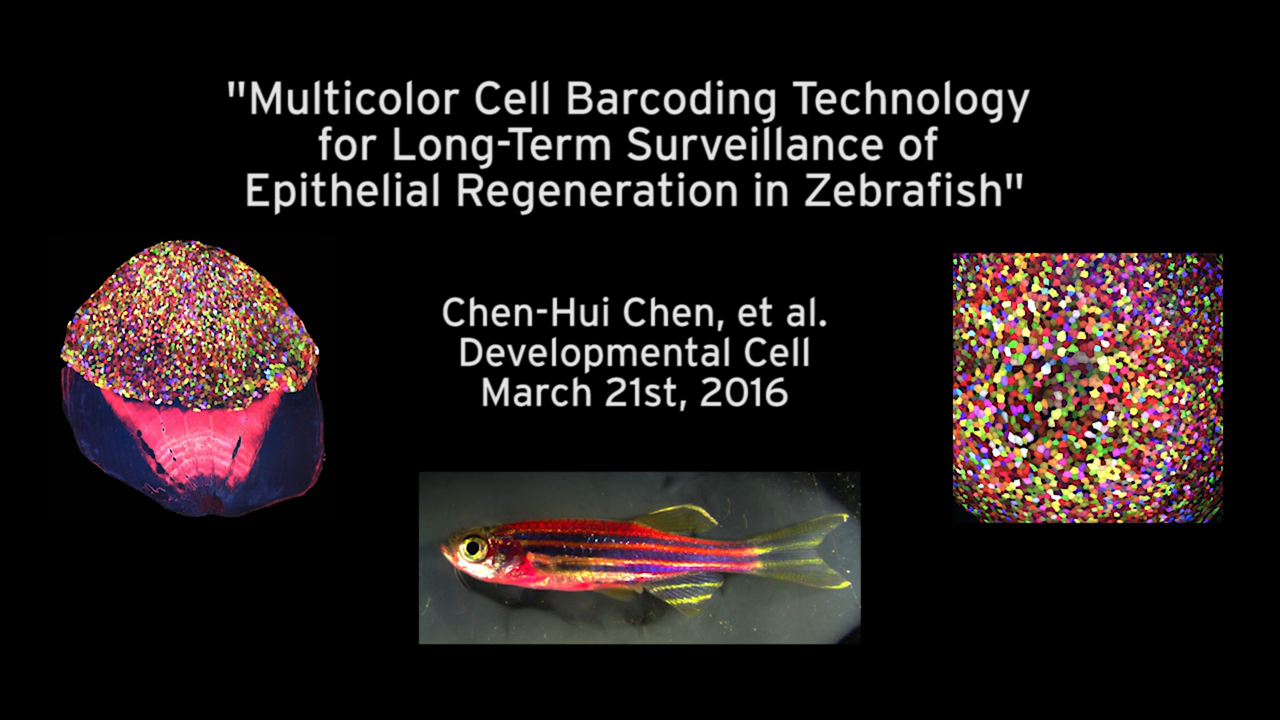 "Multicolor Cell Barcoding Technology
for Long-Term Surveillance of
Epithelial Regeneration in Zebrafish"
Chen-Hui Chen, et al.
Developmental Cell
March 21st, 2016